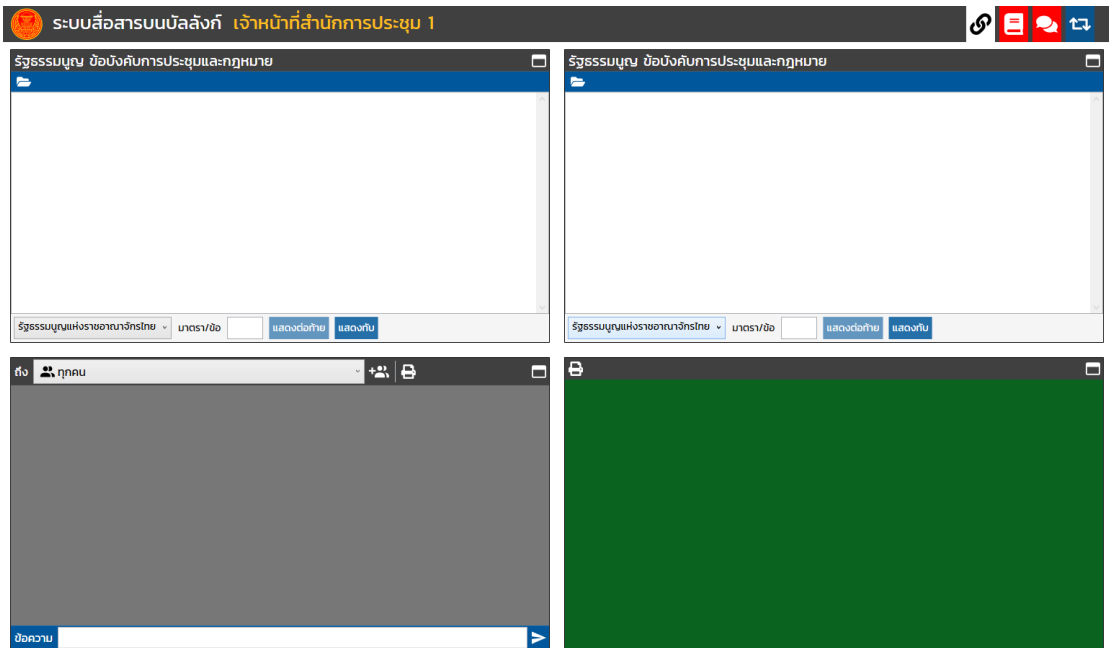 ระบบสื่อสารบนบัลลังก์ เจ้าหน้าที่สำนักการประชุม 1
รัฐธรรมนูญ ข้อบังคับการประชุมและกฎหมาย
รัฐธรรมนูญแห่งราชอาณาจักรไทย มาตรา/ข้อ แสดงต่อท้าย แสดงทับ
รัฐธรรมนูญ ข้อบังคับการประชุมและกฎหมาย
รัฐธรรมนูญแห่งราชอาณาจักรไทย มาตรา/ข้อ แสดงต่อท้าย แสดงทับ
ถึง ทุกคน
ข้อความ